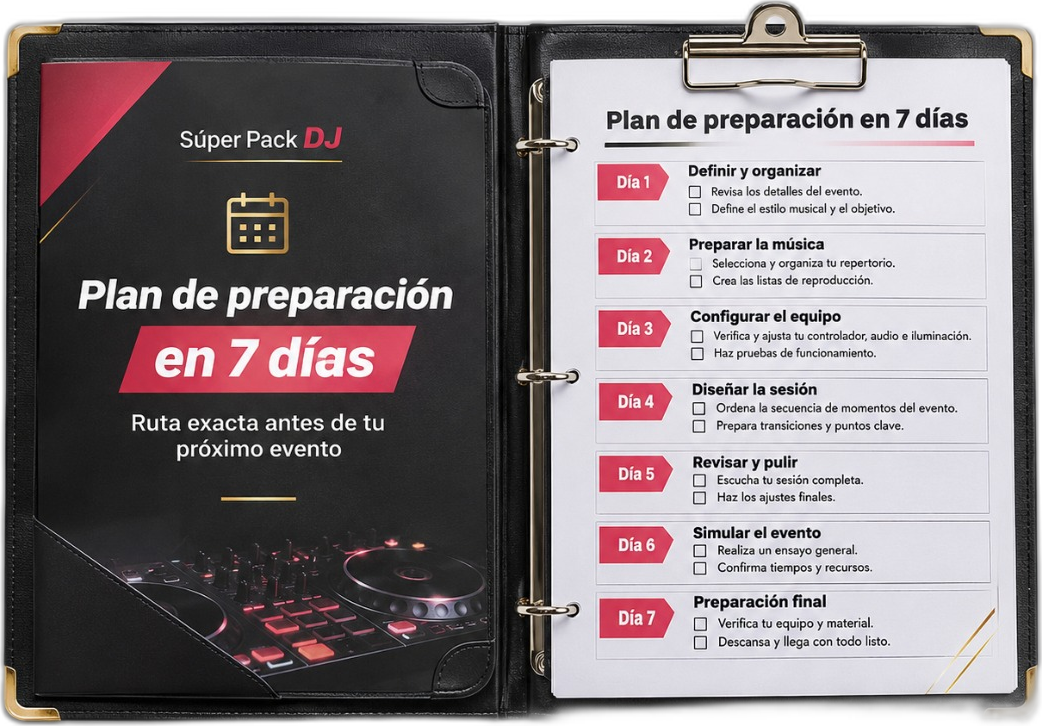 Súper Pack DJ
Plan de preparación
en 7 días
Ruta exacta antes de tu
próximo evento
Plan de preparación en 7 días
Día 1
Definir y organizar
Revisa los detalles del evento.
Define el estilo musical y el objetivo.
Día 2
Preparar la música
Selecciona y organiza tu repertorio.
Crea las listas de reproducción.
Día 3
Configurar el equipo
Verifica y ajusta tu controlador, audio e iluminación.
Haz pruebas de funcionamiento.
Día 4
Diseñar la sesión
Ordena la secuencia de momentos del evento.
Prepara transiciones y puntos clave.
Día 5
Revisar y pulir
Escucha tu sesión completa.
Haz los ajustes finales.
Día 6
Simular el evento
Realiza un ensayo general.
Confirma tiempos y recursos.
Día 7
Preparación final
Verifica tu equipo y material.
Descansa y llega con todo listo.